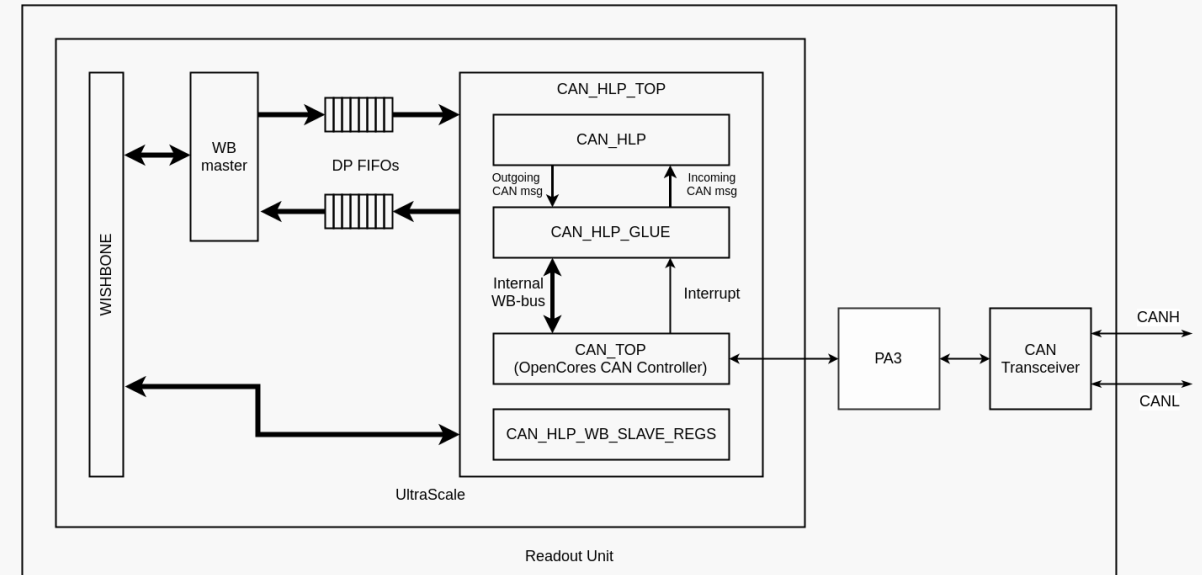 CAN_HLP_TOP
CAN_HLP
WB
master
DP FIFOs
Outgoing
CAN msg
Incoming
CAN msg
CAN_HLP_GLUE
WISHBONE
Internal
WB-bus
Interrupt
CAN_TOP
(OpenCores CAN Controller)
PA3
CAN
Transceiver
CANH
CANL
CAN_HLP_WB_SLAVE_REGS
UltraScale
Readout Unit